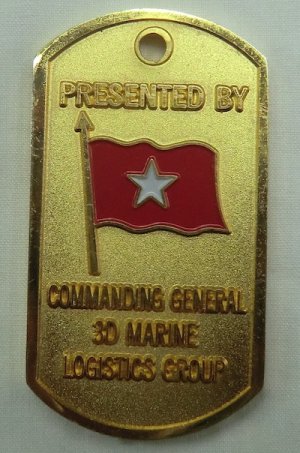 PRESENTED BY
COMMANDING GENERAL
3D MARINE
LOGISTICS GROUP